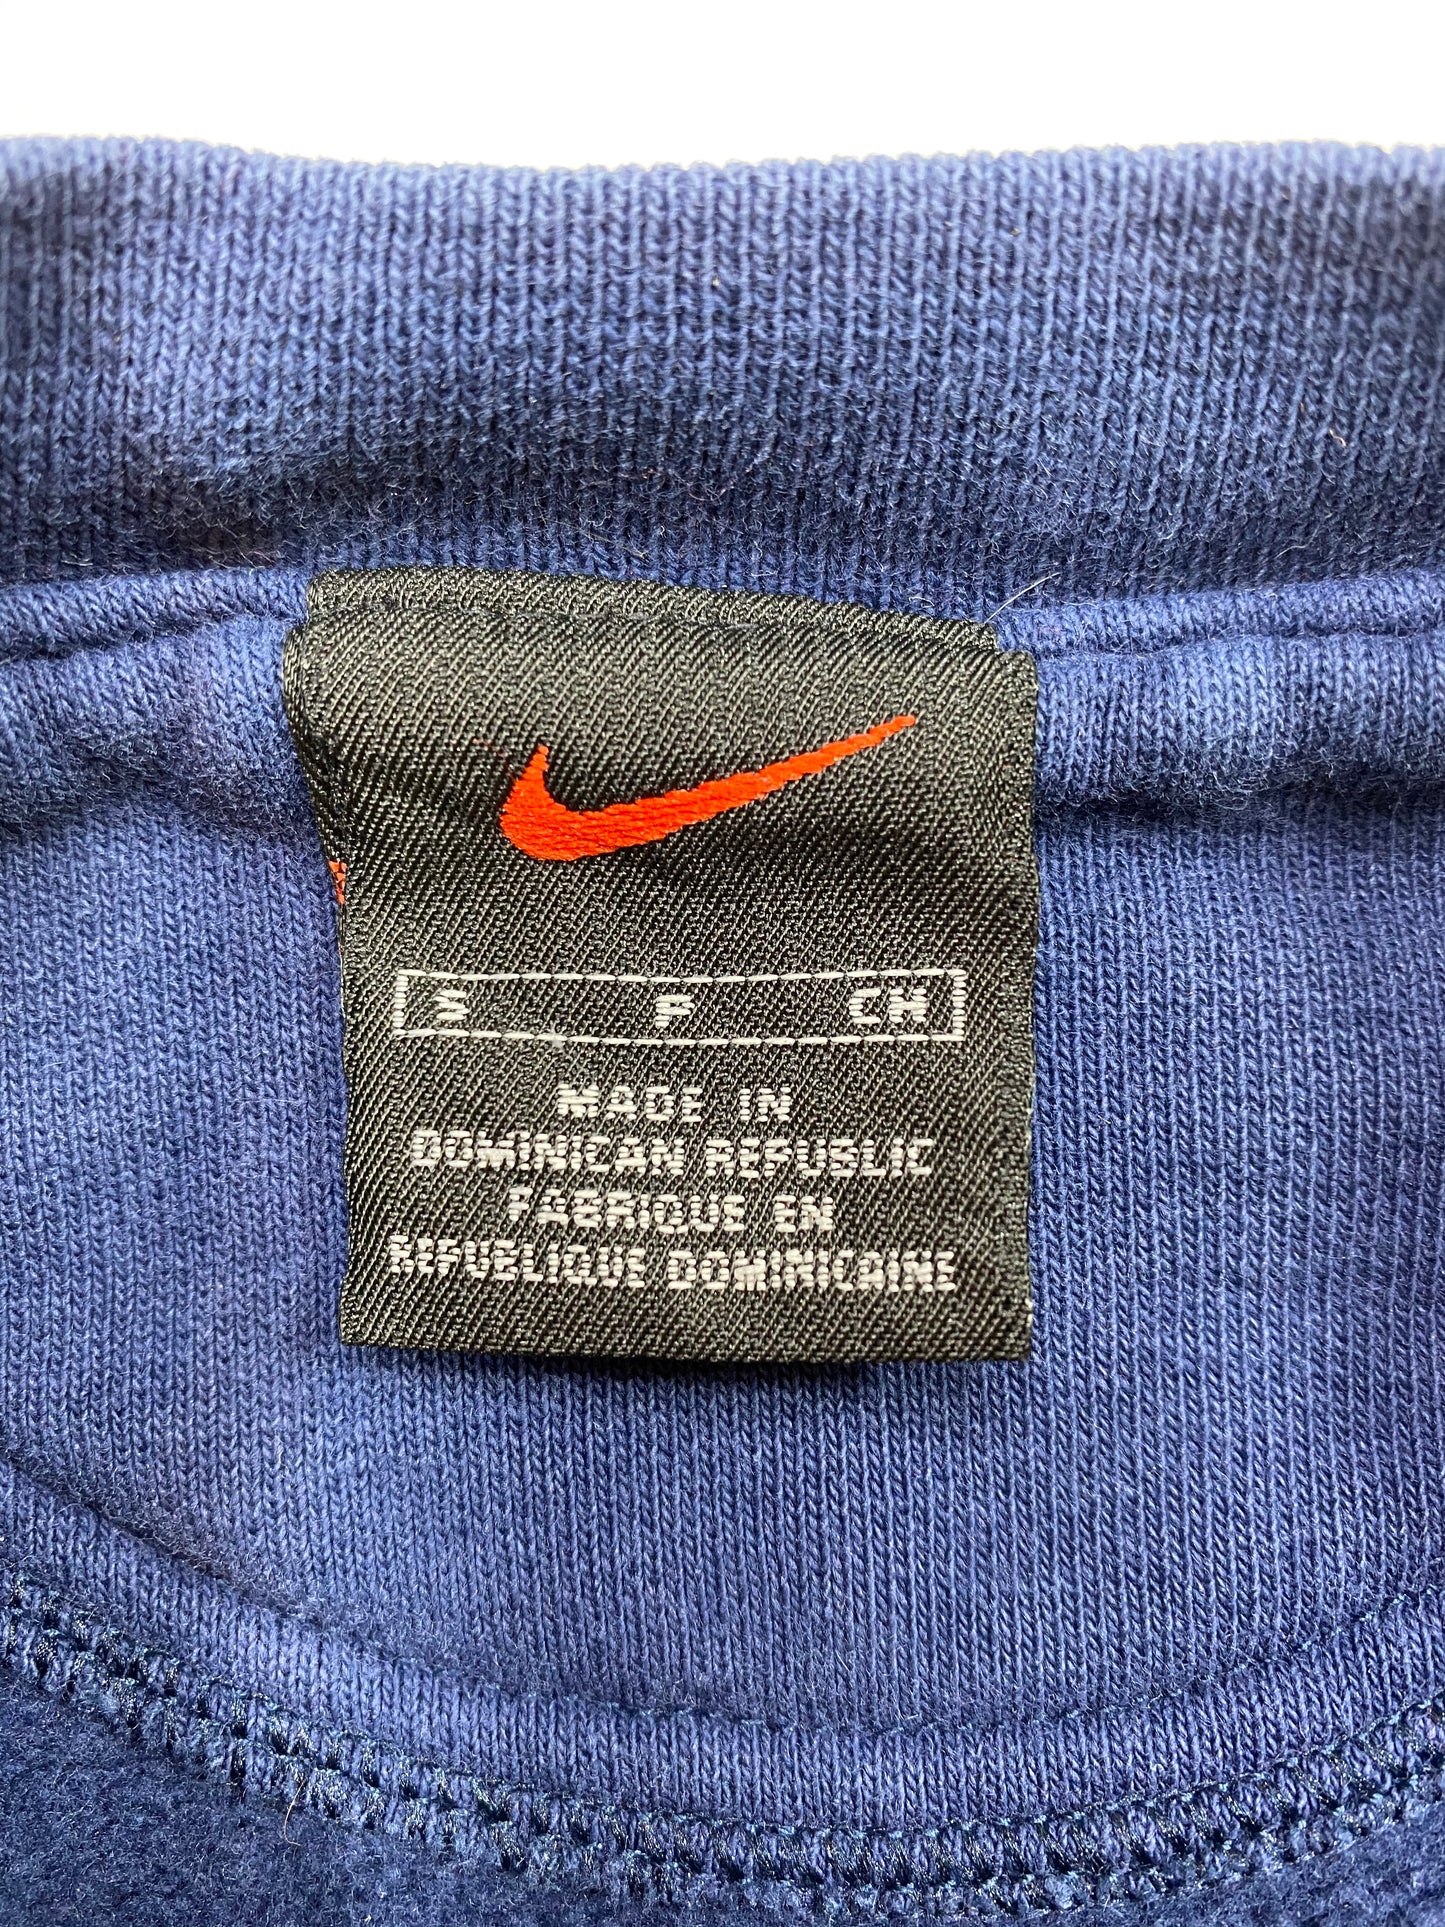 S P CH
MADE IN
DOMINICAN REPUBLIC
FABRIQUE EN
REPUBLIQUE DOMINICAINE